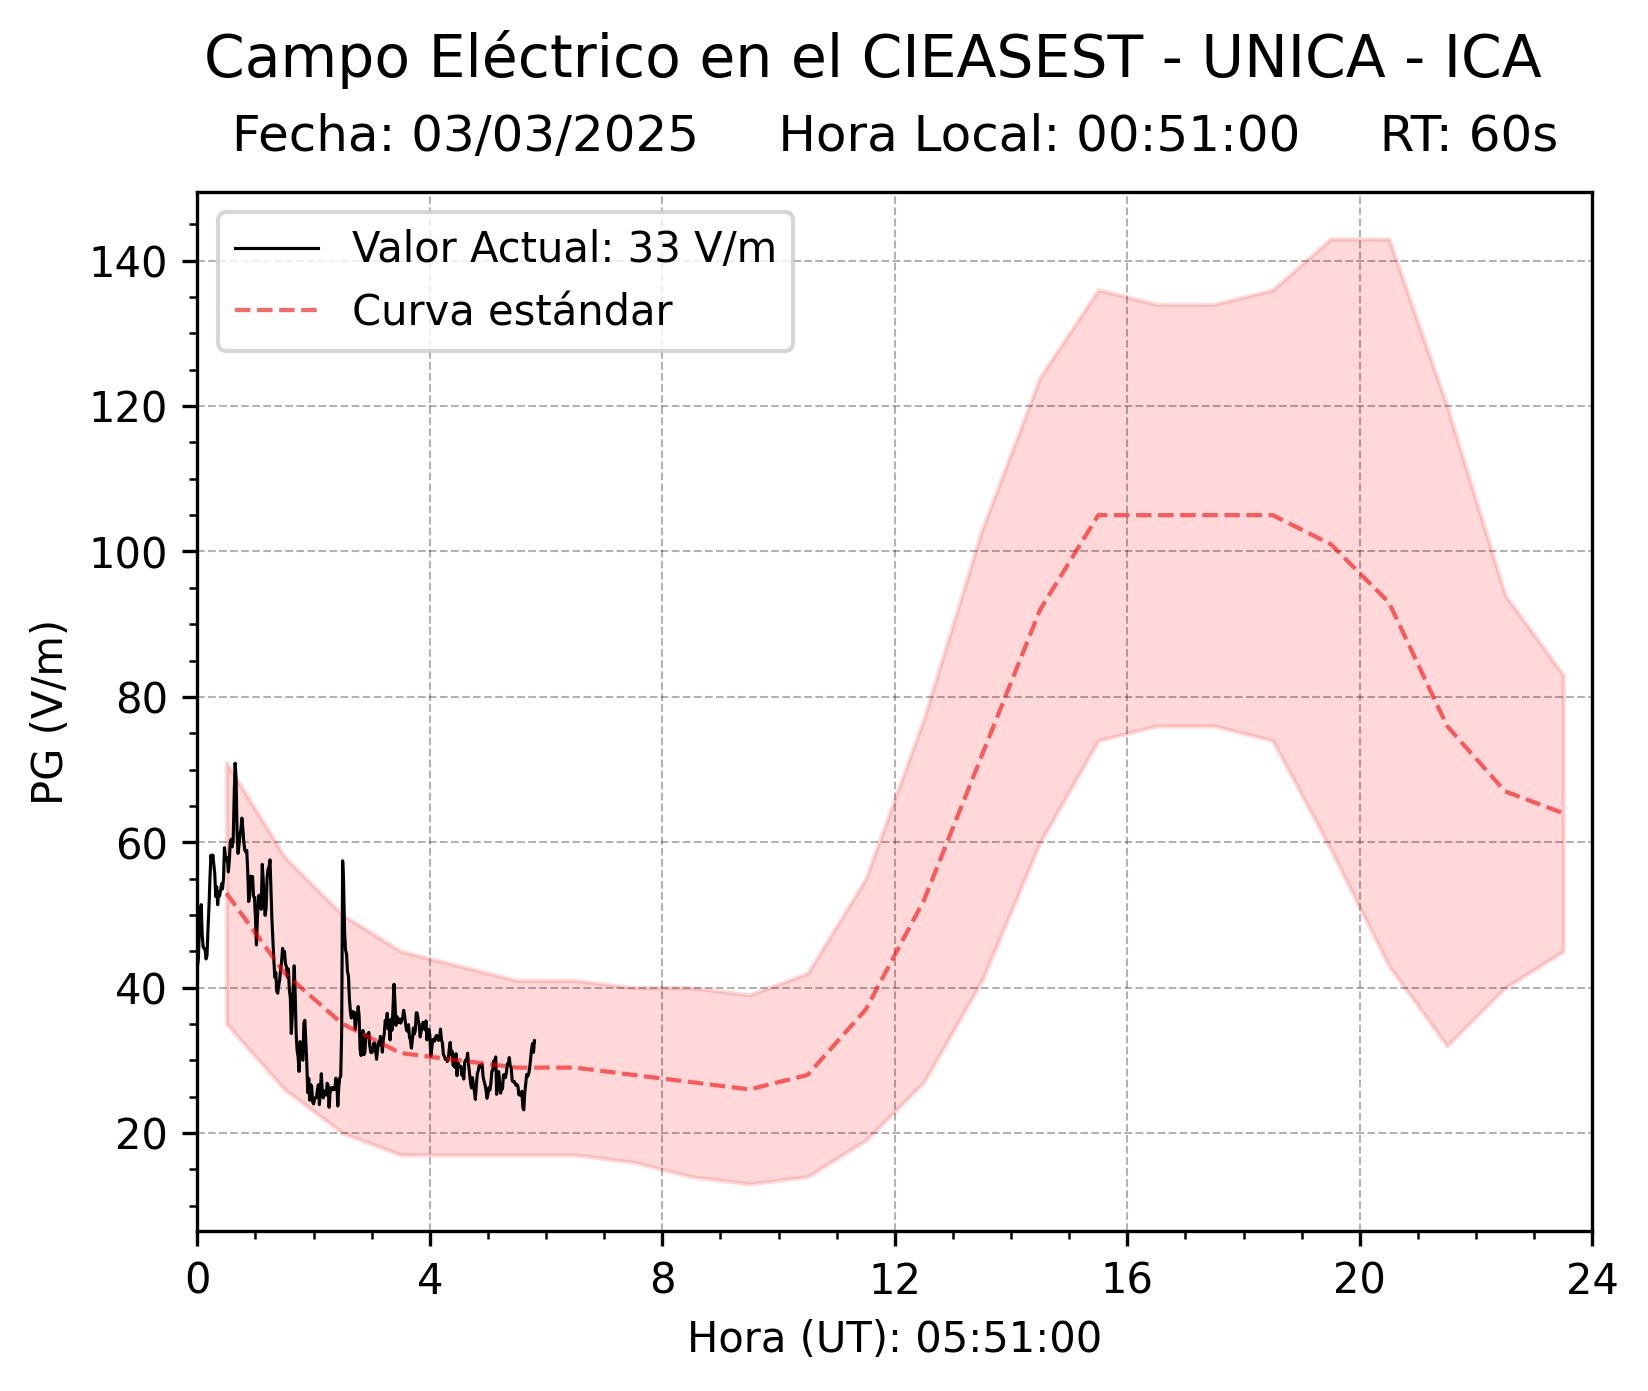 Campo Eléctrico en el CIEASEST - UNICA - ICA
Fecha: 03/03/2025 Hora Local: 00:51:00 RT: 60s
Valor Actual: 33 V/m
Curva estándar
140
120
100
80
60
40
20
PG (V/m)
0 4 8 12 16 20 24
Hora (UT): 05:51:00